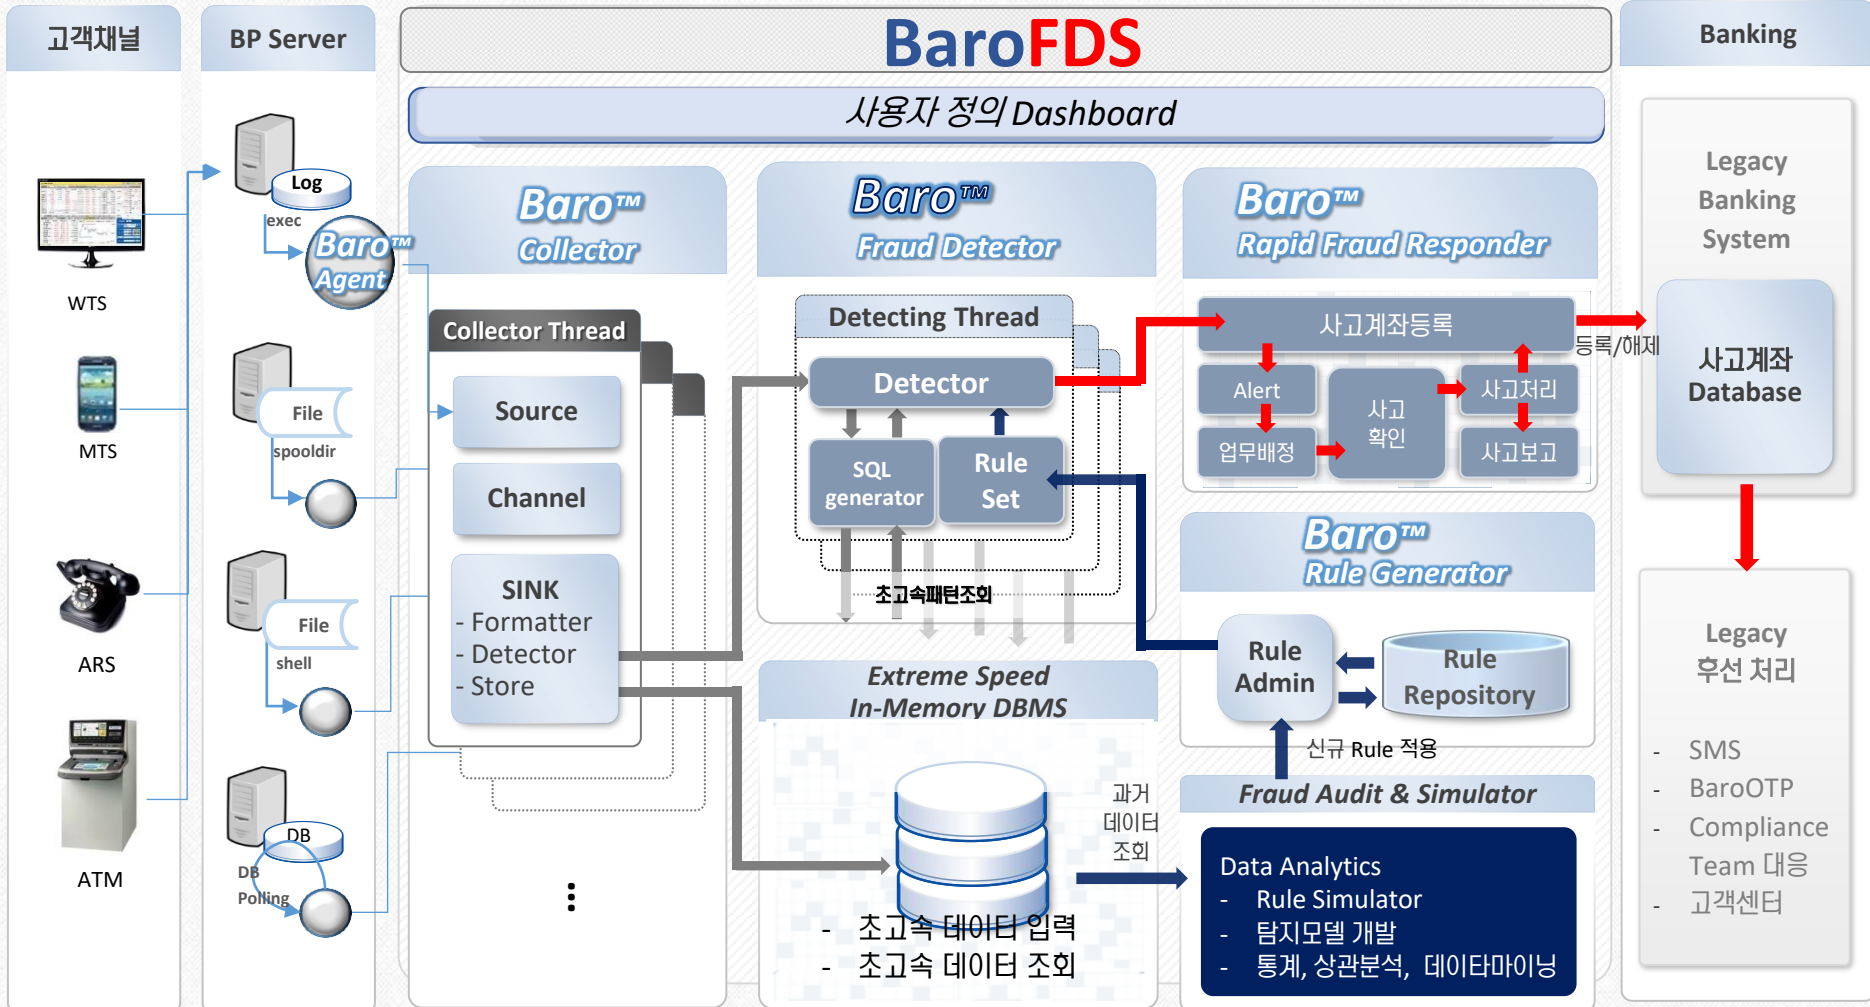 고객채널
WTS
MTS
ARS
ATM
BP Server
Log
exec
Baro™
Agent
File
spooldir
File
shell
DB
DB
Polling
BaroFDS
사용자 정의 Dashboard
Baro™
Collector
Collector Thread
Source
Channel
SINK
- Formatter
- Detector
- Store
Baro™
Fraud Detector
Detecting Thread
Detector
SQL
generator
Rule
Set
초고속패턴조회
Extreme Speed
In-Memory DBMS
- 초고속 데이터 입력
- 초고속 데이터 조회
과거
데이터
조회
Baro™
Rapid Fraud Responder
사고계좌등록
Alert
업무배정
사고
확인
사고처리
사고보고
등록/해제
Baro™
Rule Generator
Rule
Admin
Rule
Repository
신규 Rule 적용
Fraud Audit & Simulator
Data Analytics
- Rule Simulator
- 탐지모델 개발
- 통계, 상관분석, 데이타마이닝
Banking
Legacy
Banking
System
사고계좌
Database
Legacy
후선 처리
- SMS
- BaroOTP
- Compliance
Team 대응
- 고객센터